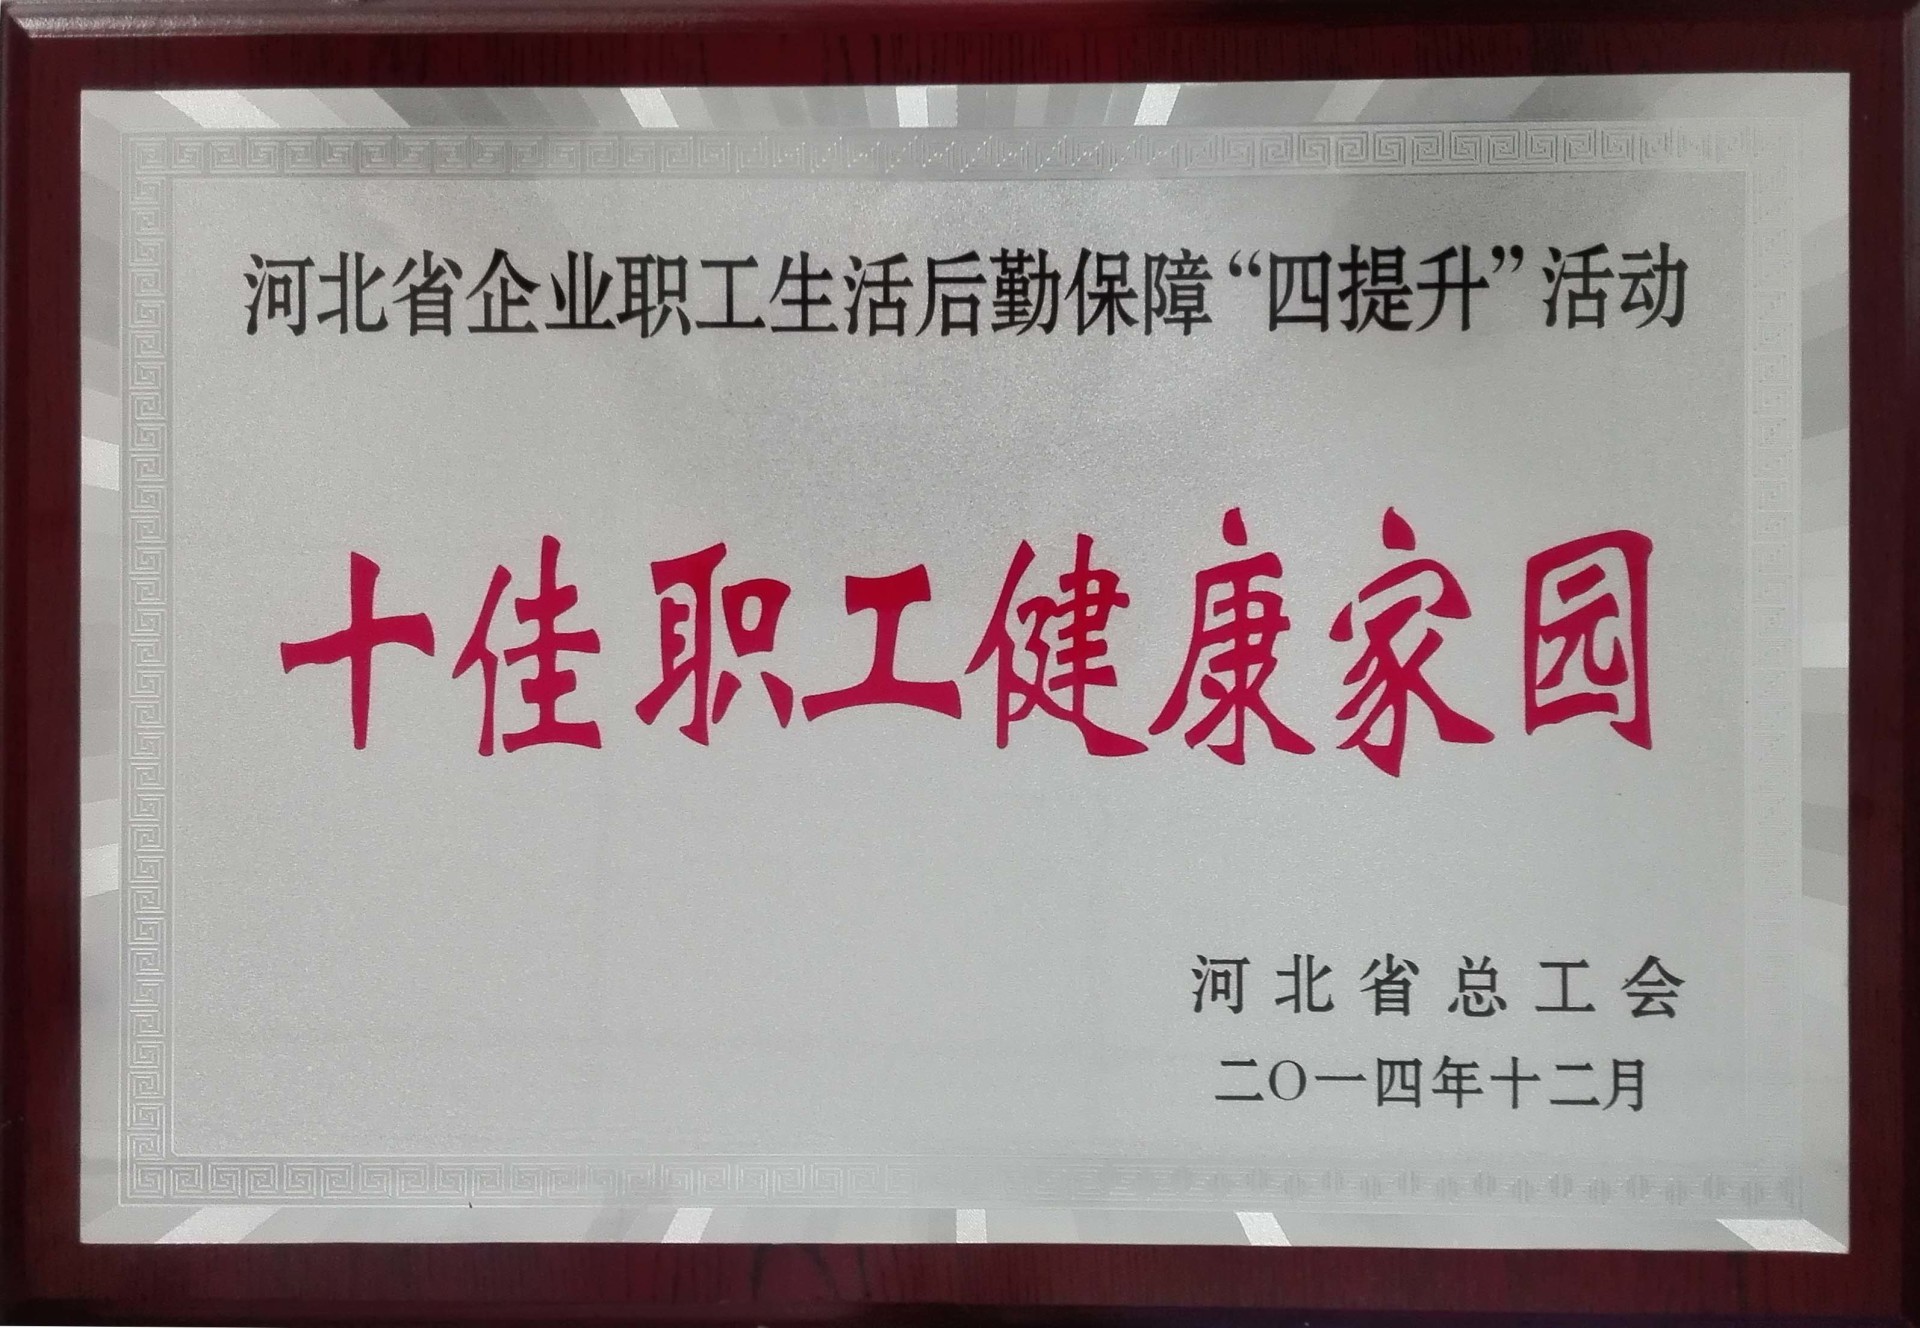 河北省企业职工生活后勤保障“四提升”活动
十佳职工健康家园
河北省总工会
二〇一四年十二月